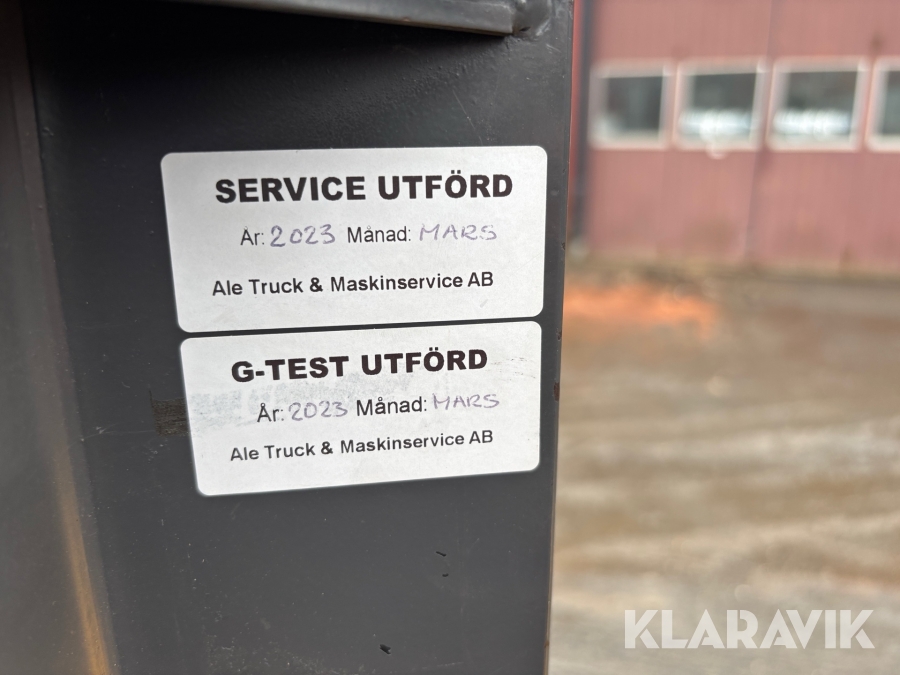 SERVICE UTFÖRD
År: 2023 Månad: MARS
Ale Truck & Maskinservice AB
G-TEST UTFÖRD
År: 2023 Månad: MARS
Ale Truck & Maskinservice AB
KLARAVIK